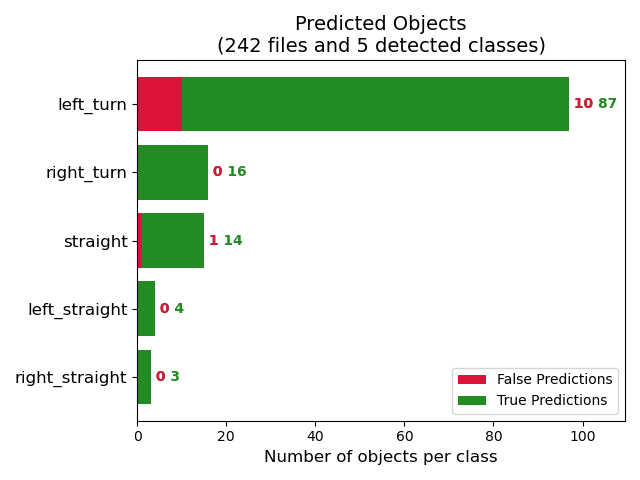 Predicted Objects
(242 files and 5 detected classes)
left_turn
10 87
right_turn
0 16
straight
1 14
left_straight
0 4
right_straight
0 3
False Predictions
True Predictions
0 20 40 60 80 100
Number of objects per class